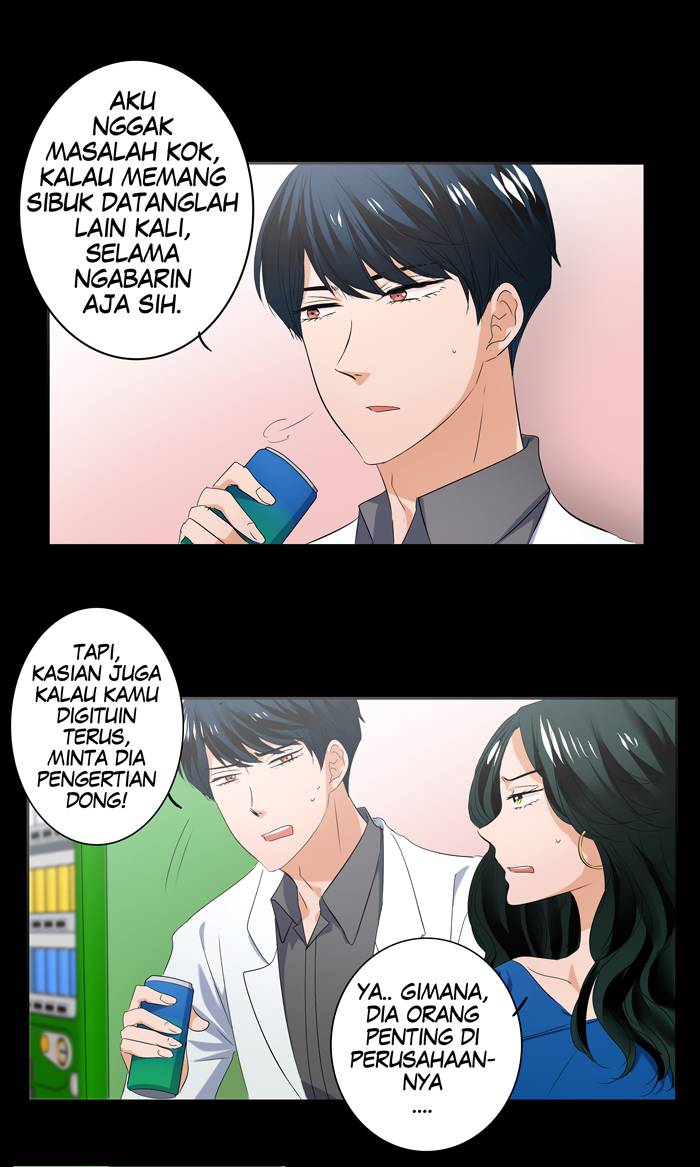 AKU
NGGAK
MASALAH KOK,
KALAU MEMANG
SIBUK DATANGLAH
LAIN KALI,
SELAMA
NGABARIN
AJA SIH.
TAPI,
KASIAN JUGA
KALAU KAMU
DIGITUIN
TERUS,
MINTA DIA
PENGERTIAN
DONG!
YA.. GIMANA,
DIA ORANG
PENTING DI
PERUSAHAAN-
NYA
....